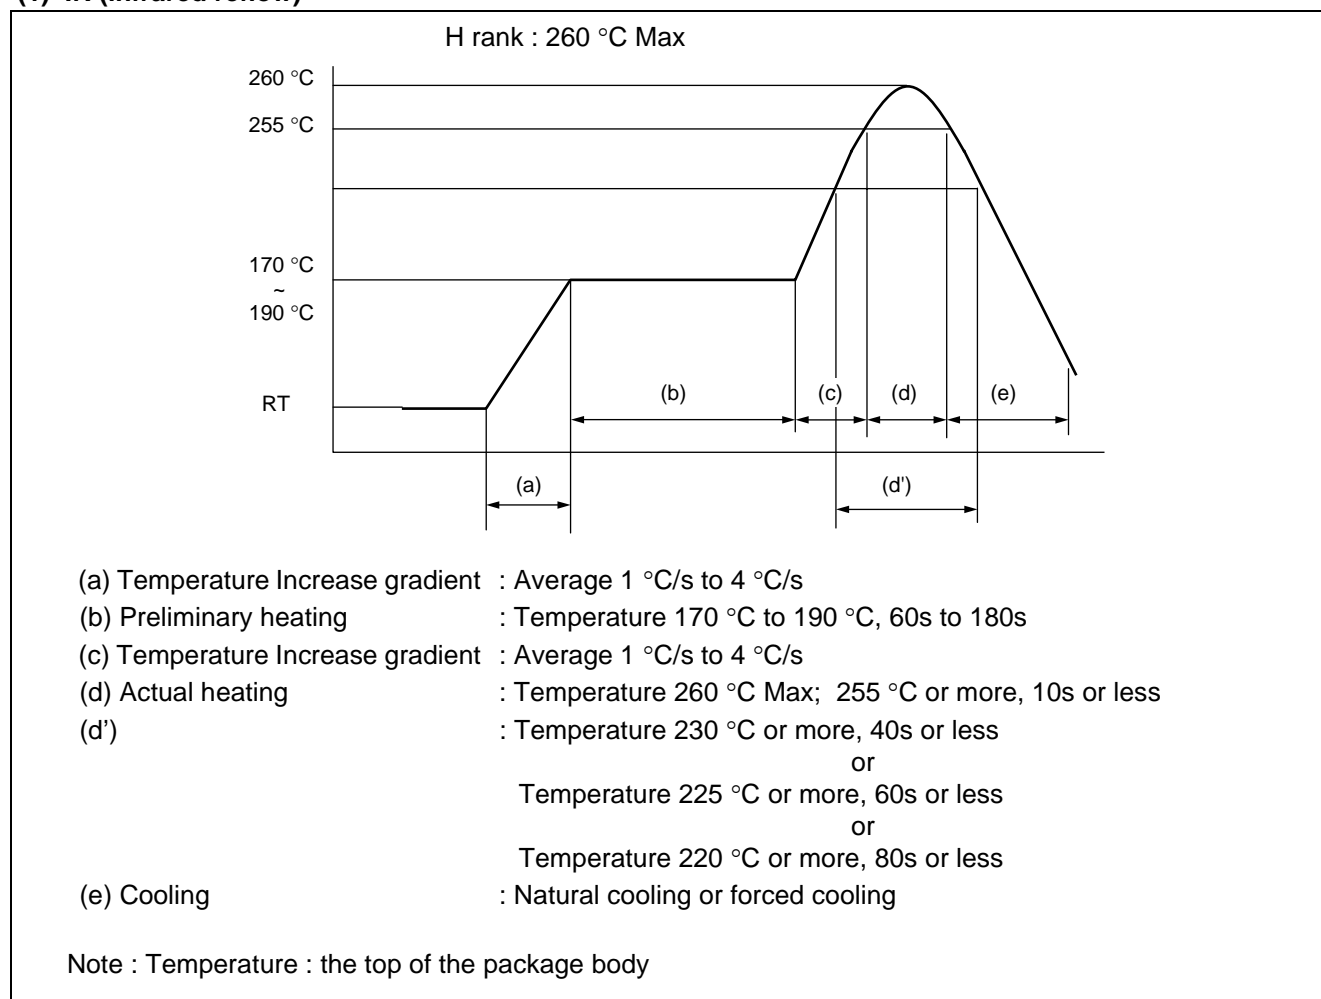 H rank : 260 °C Max
260 °C
255 °C
170 °C
~
190 °C
RT
(b)
(c)
(d)
(e)
(a)
(d')
(a) Temperature Increase gradient : Average 1 °C/s to 4 °C/s
(b) Preliminary heating : Temperature 170 °C to 190 °C, 60s to 180s
(c) Temperature Increase gradient : Average 1 °C/s to 4 °C/s
(d) Actual heating : Temperature 260 °C Max; 255 °C or more, 10s or less
(d’) : Temperature 230 °C or more, 40s or less
or
Temperature 225 °C or more, 60s or less
or
Temperature 220 °C or more, 80s or less
(e) Cooling : Natural cooling or forced cooling
Note : Temperature : the top of the package body